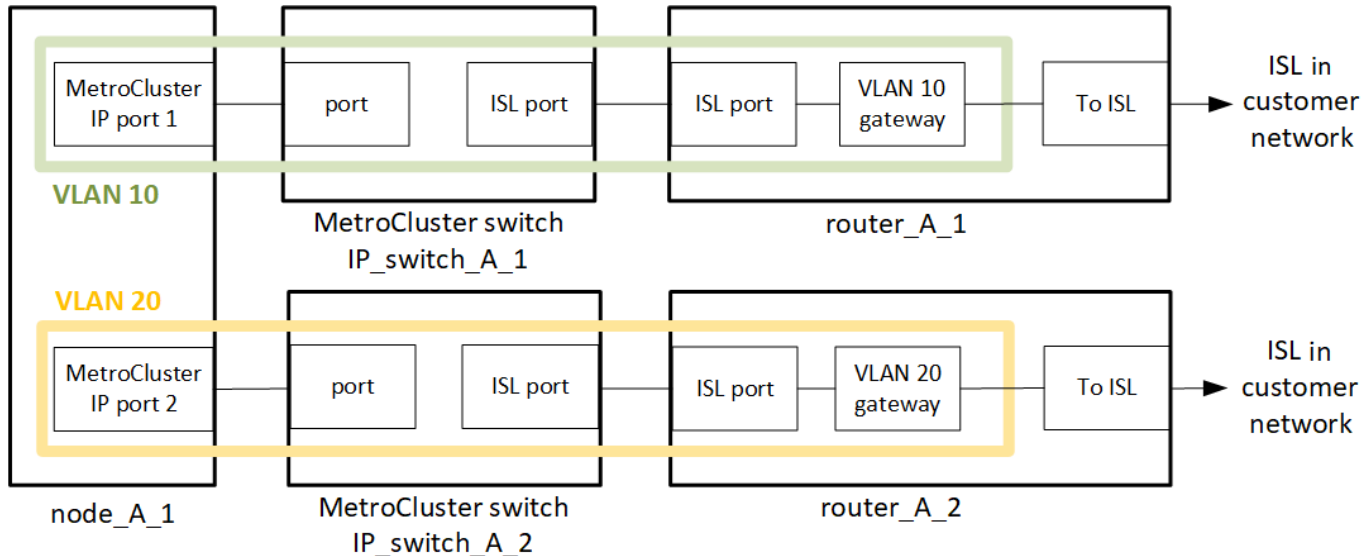 MetroCluster
IP port 1
port
ISL port
ISL port
VLAN 10
gateway
To ISL
ISL in
customer
network
VLAN 10
MetroCluster switch
IP_switch_A_1
router_A_1
VLAN 20
MetroCluster
IP port 2
port
ISL port
ISL port
VLAN 20
gateway
To ISL
ISL in
customer
network
node_A_1
MetroCluster switch
IP_switch_A_2
router_A_2